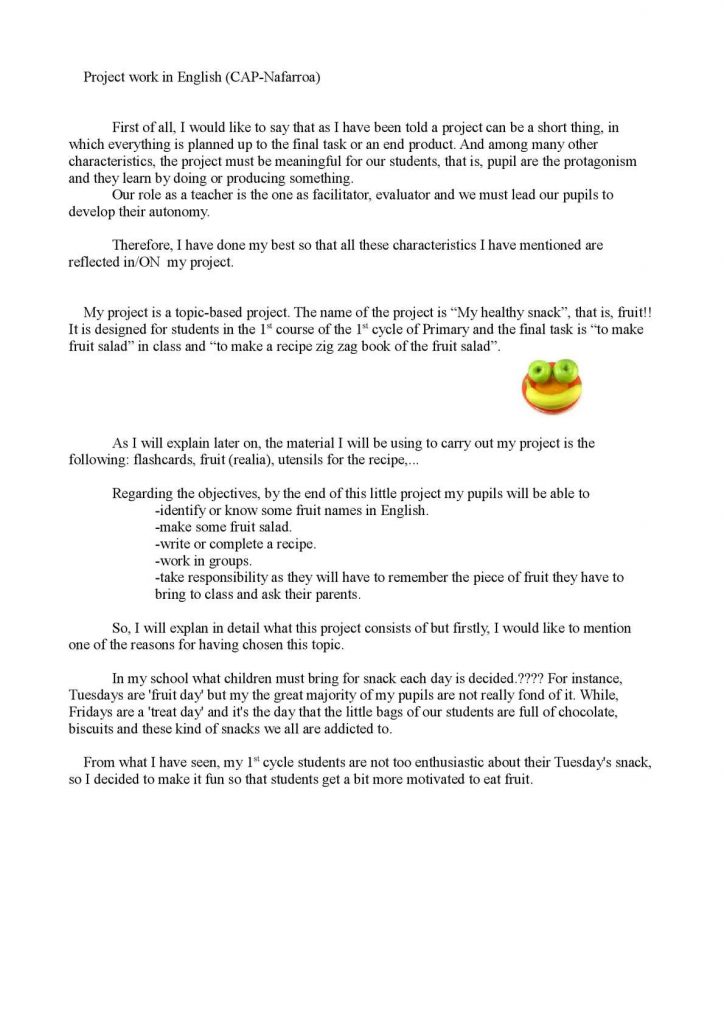 Project work in English (CAP-Nafarroa)
First of all, I would like to say that as I have been told a project can be a short thing, in
which everything is planned up to the final task or an end product. And among many other
characteristics, the project must be meaningful for our students, that is, pupil are the protagonism
and they learn by doing or producing something.
Our role as a teacher is the one as facilitator, evaluator and we must lead our pupils to
develop their autonomy.
Therefore, I have done my best so that all these characteristics I have mentioned are
reflected in/ON my project.
My project is a topic-based project. The name of the project is “My healthy snack”, that is, fruit!!
It is designed for students in the 1st course of the 1st cycle of Primary and the final task is “to make
fruit salad” in class and “to make a recipe zig zag book of the fruit salad”.
As I will explain later on, the material I will be using to carry out my project is the
following: flashcards, fruit (realia), utensils for the recipe,...
Regarding the objectives, by the end of this little project my pupils will be able to
-identify or know some fruit names in English.
-make some fruit salad.
-write or complete a recipe.
-work in groups.
-take responsibility as they will have to remember the piece of fruit they have to
bring to class and ask their parents.
So, I will explan in detail what this project consists of but firstly, I would like to mention
one of the reasons for having chosen this topic.
In my school what children must bring for snack each day is decided.???? For instance,
Tuesdays are 'fruit day' but my the great majority of my pupils are not really fond of it. While,
Fridays are a 'treat day' and it's the day that the little bags of our students are full of chocolate,
biscuits and these kind of snacks we all are addicted to.
From what I have seen, my 1st cycle students are not too enthusiastic about their Tuesday's snack,
so I decided to make it fun so that students get a bit more motivated to eat fruit.